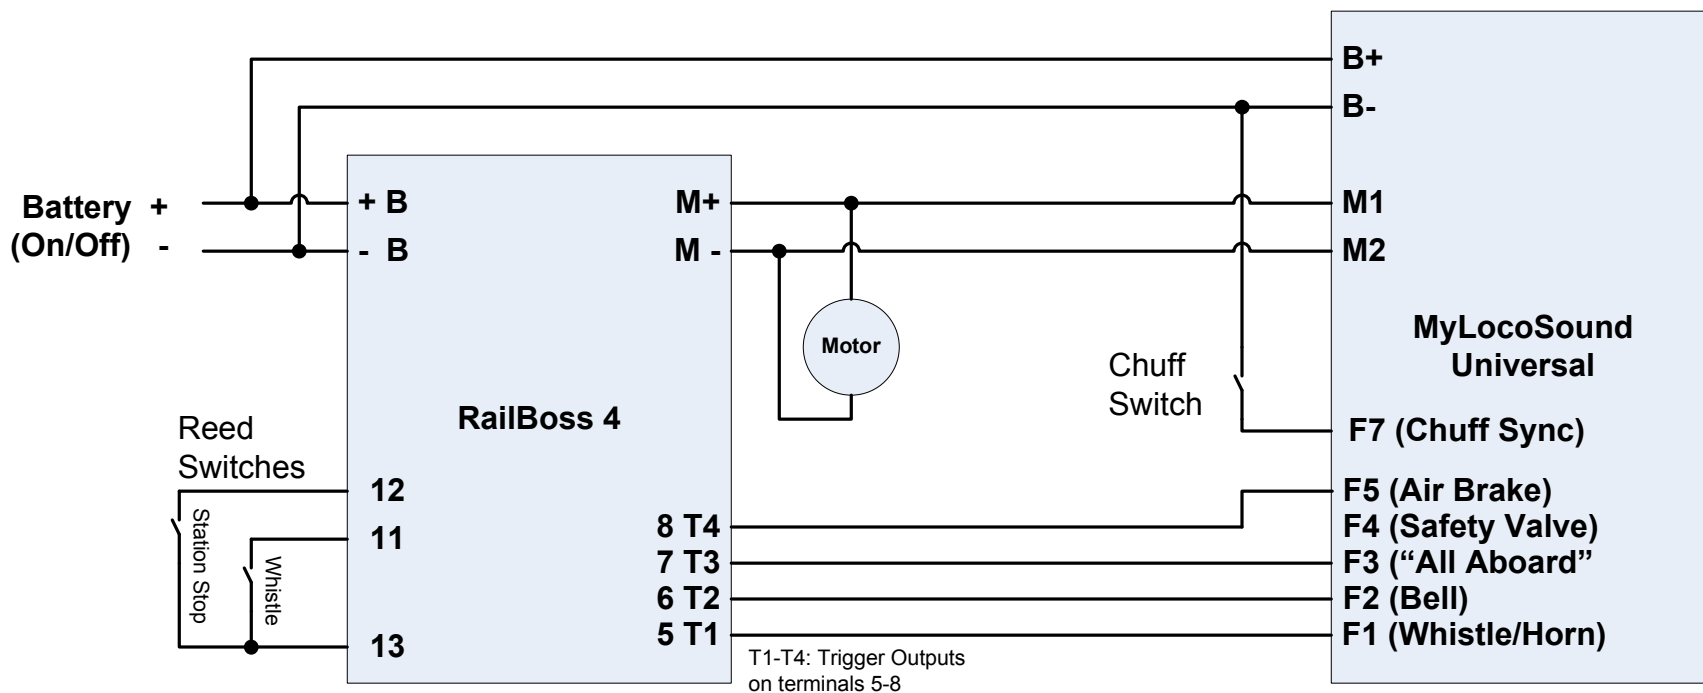 Battery +
(On/Off) -
+ B
- B
M+
M -
RailBoss 4
Reed
Switches
12
11
13
Station Stop
Whistle
8 T4
7 T3
6 T2
5 T1
T1-T4: Trigger Outputs
on terminals 5-8
Motor
Chuff
Switch
B+
B-
M1
M2
MyLocoSound
Universal
F7 (Chuff Sync)
F5 (Air Brake)
F4 (Safety Valve)
F3 (“All Aboard”
F2 (Bell)
F1 (Whistle/Horn)